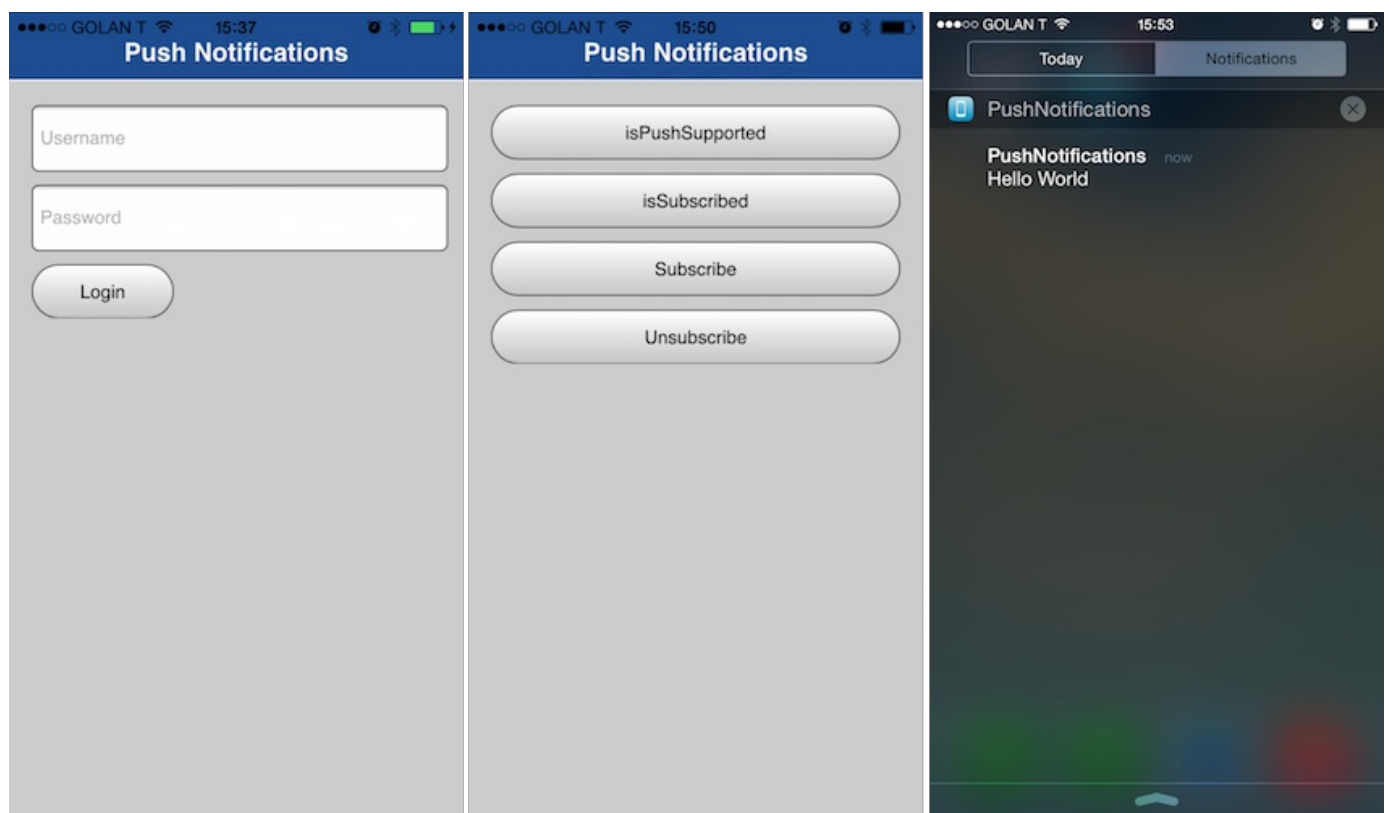 GOLAN T 15:37
Push Notifications
Username
Password
Login
GOLAN T 15:50
Push Notifications
isPushSupported
isSubscribed
Subscribe
Unsubscribe
GOLAN T 15:53
Today Notifications
PushNotifications
PushNotifications now
Hello World